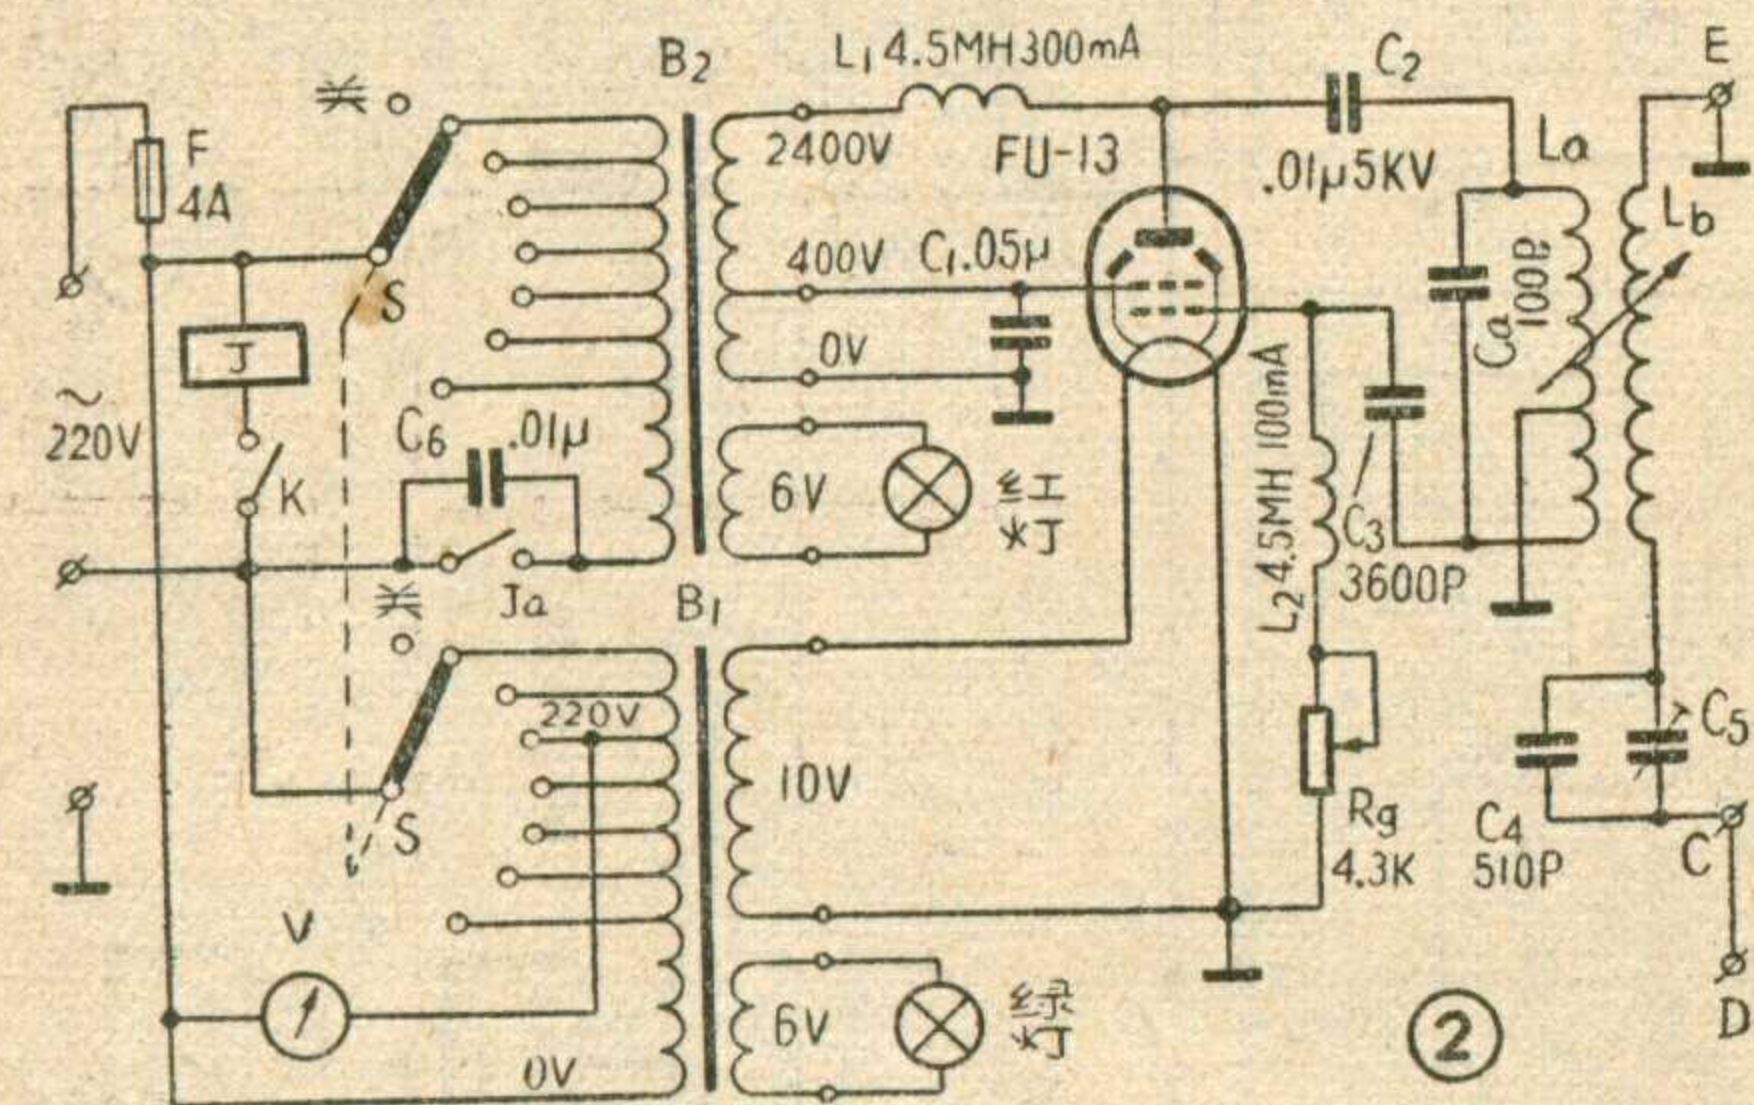 B2
L1 4.5MH 300mA
C2
E
关
F
4A
2400V
FU-13
.01μ5KV
La
Lb
S
400V
C1 .05μ
Ca
100P
J
0V
~
220V
K
C6
.01μ
6V
红
灯
L2 4.5MH 100mA
C3
3600P
关
Ja
B1
220V
10V
S
Rg
4.3K
C4
510P
C5
C
V
6V
绿
灯
0V
D
2